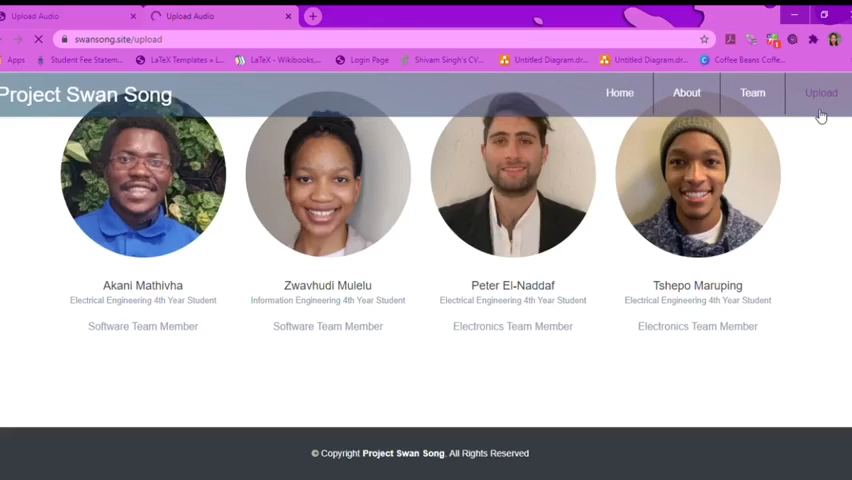 Upload Audio
Upload Audio
swansong.site/upload
Apps
Student Fee Statem...
LaTeX Templates » L...
LaTeX - Wikibooks,...
Login Page
Shivam Singh's CV...
Untitled Diagram.dr...
Untitled Diagram.dr...
Coffee Beans Coffe...
Project Swan Song
Home
About
Team
Upload
Akani Mathivha
Electrical Engineering 4th Year Student
Software Team Member
Zwavhudi Mulelu
Information Engineering 4th Year Student
Software Team Member
Peter El-Naddaf
Electrical Engineering 4th Year Student
Electronics Team Member
Tshepo Maruping
Electrical Engineering 4th Year Student
Electronics Team Member
© Copyright Project Swan Song. All Rights Reserved